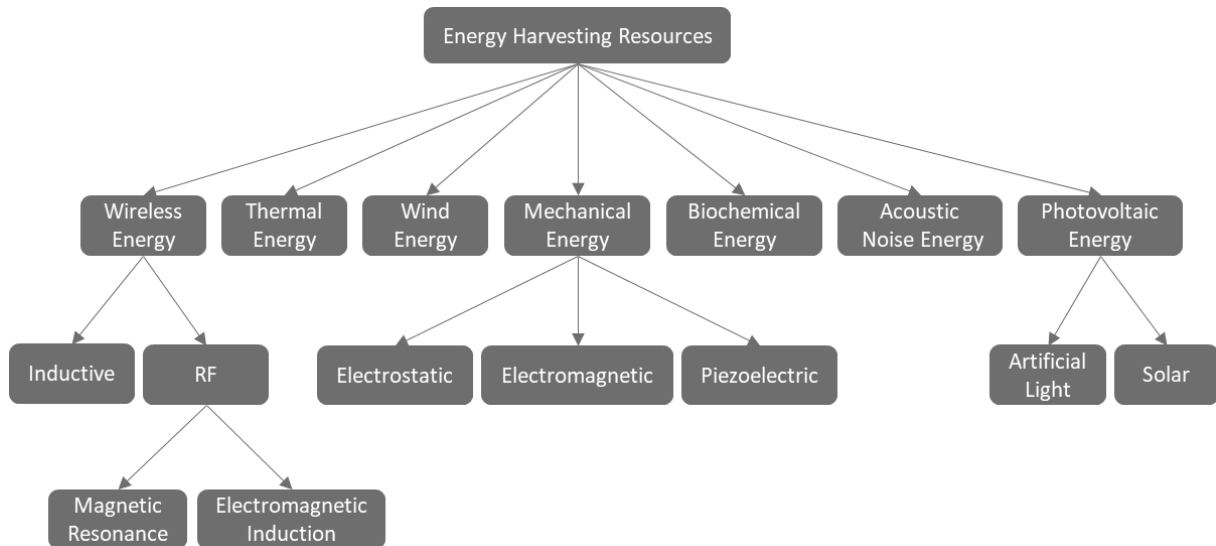 Energy Harvesting Resources
Wireless
Energy
Thermal
Energy
Wind
Energy
Mechanical
Energy
Biochemical
Energy
Acoustic
Noise Energy
Photovoltaic
Energy
Inductive
RF
Electrostatic
Electromagnetic
Piezoelectric
Artificial
Light
Solar
Magnetic
Resonance
Electromagnetic
Induction